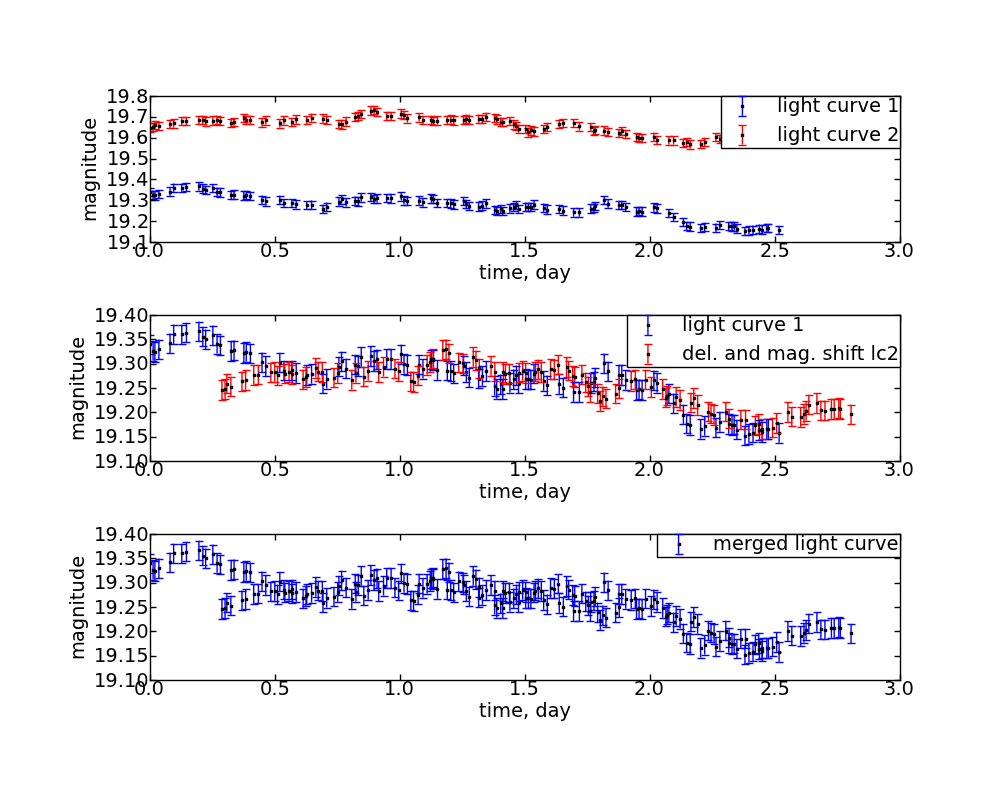 19.8
19.7
19.6
19.5
19.4
19.3
19.2
19.1
magnitude
light curve 1
light curve 2
0.0 0.5 1.0 1.5 2.0 2.5 3.0
time, day
19.40
19.35
19.30
19.25
19.20
19.15
19.10
magnitude
light curve 1
del. and mag. shift lc2
0.0 0.5 1.0 1.5 2.0 2.5 3.0
time, day
19.40
19.35
19.30
19.25
19.20
19.15
19.10
magnitude
merged light curve
0.0 0.5 1.0 1.5 2.0 2.5 3.0
time, day